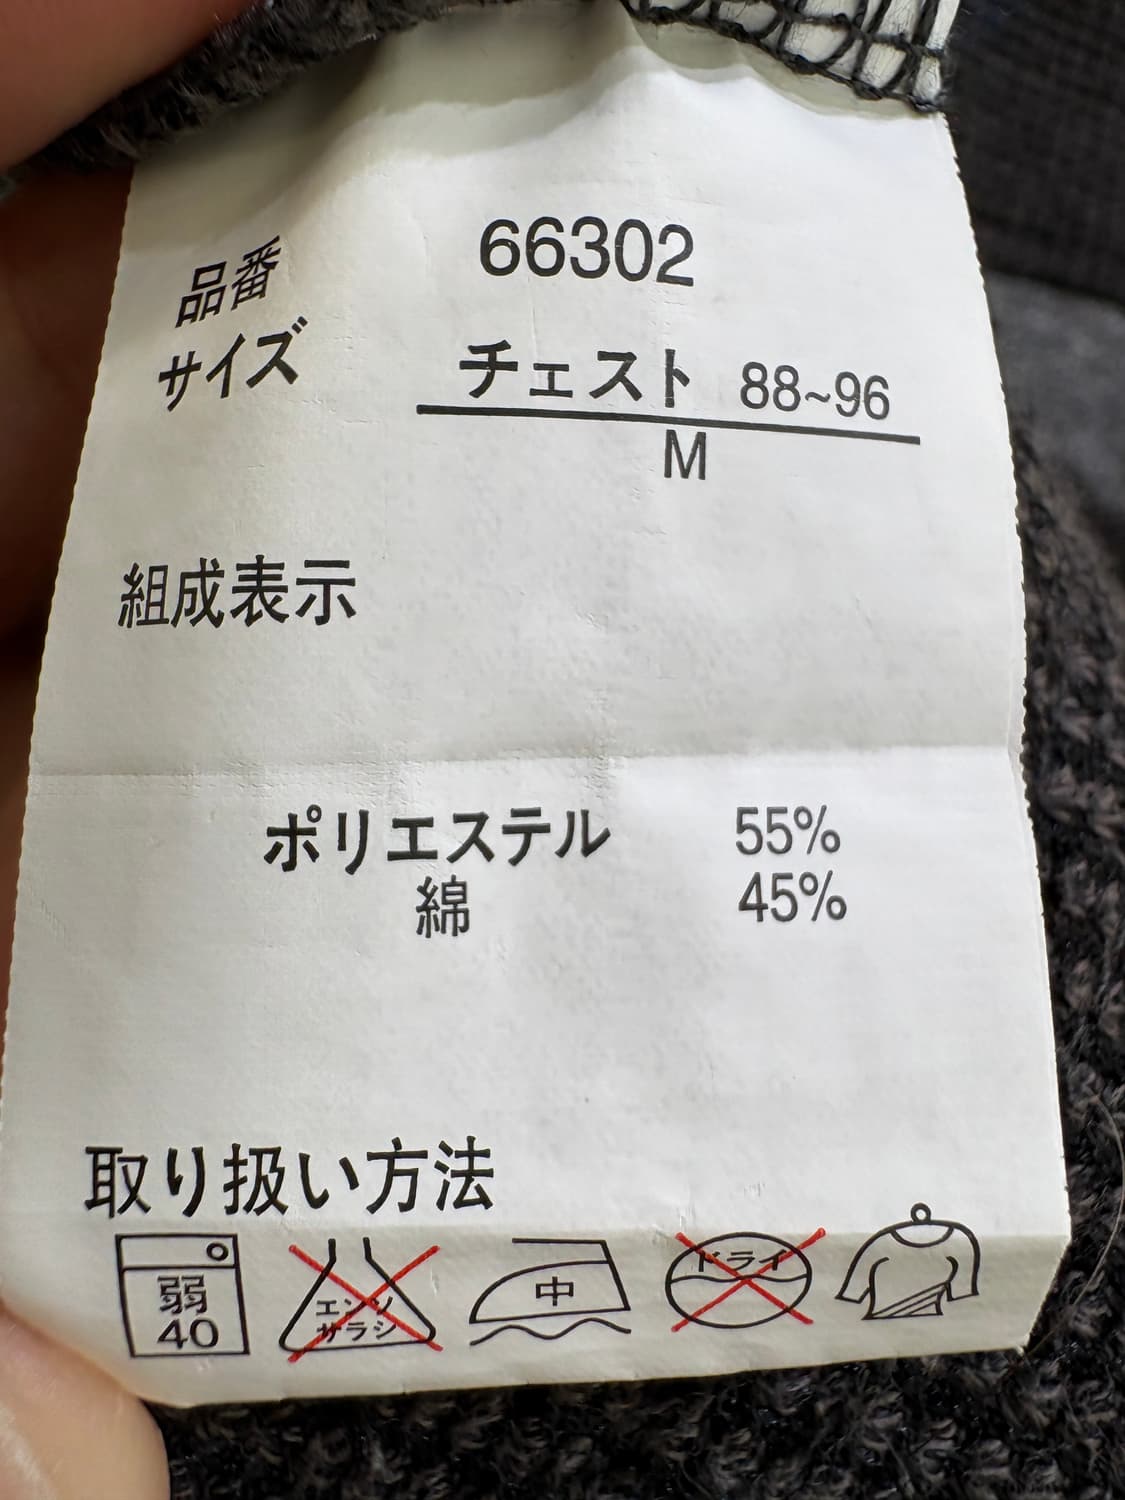 品番 66302
サイズ チェスト 88~96
M
組成表示
ポリエステル 55%
綿 45%
取り扱い方法
弱 40 エンソサラシ 中 ドライ